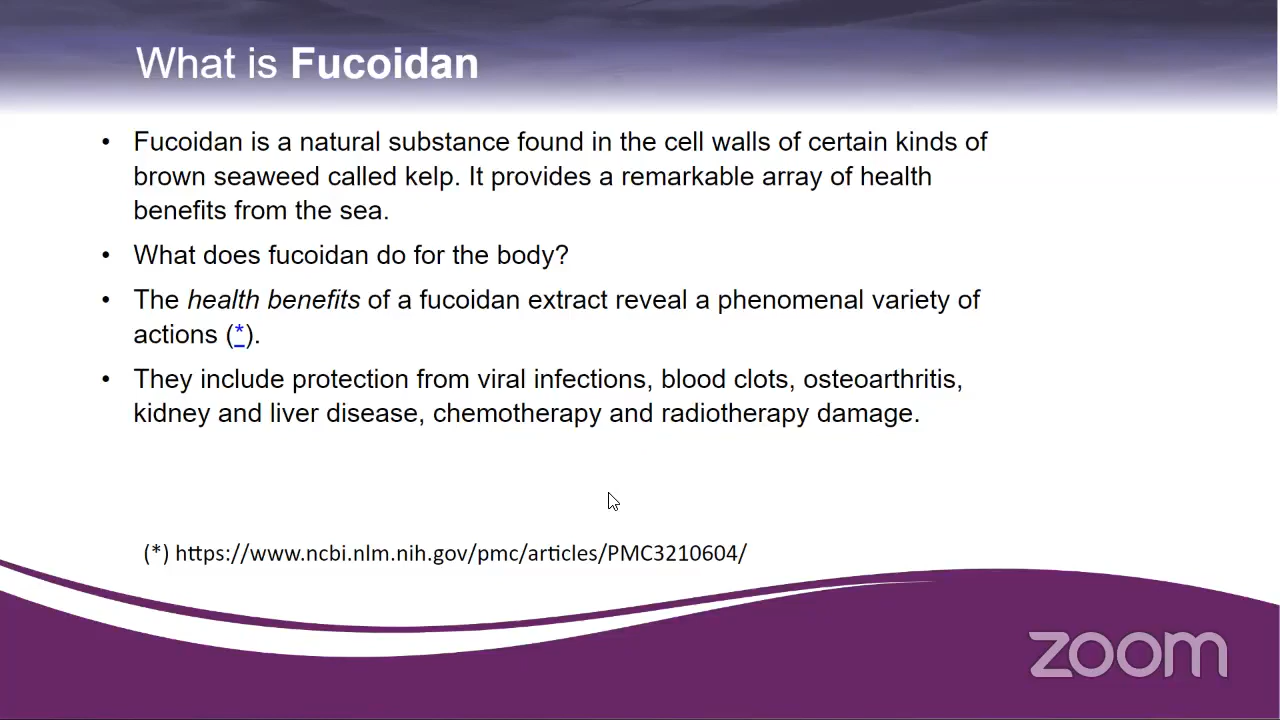 What is Fucoidan
• Fucoidan is a natural substance found in the cell walls of certain kinds of
brown seaweed called kelp. It provides a remarkable array of health
benefits from the sea.
• What does fucoidan do for the body?
• The health benefits of a fucoidan extract reveal a phenomenal variety of
actions (*).
• They include protection from viral infections, blood clots, osteoarthritis,
kidney and liver disease, chemotherapy and radiotherapy damage.
(*) https://www.ncbi.nlm.nih.gov/pmc/articles/PMC3210604/
zoom